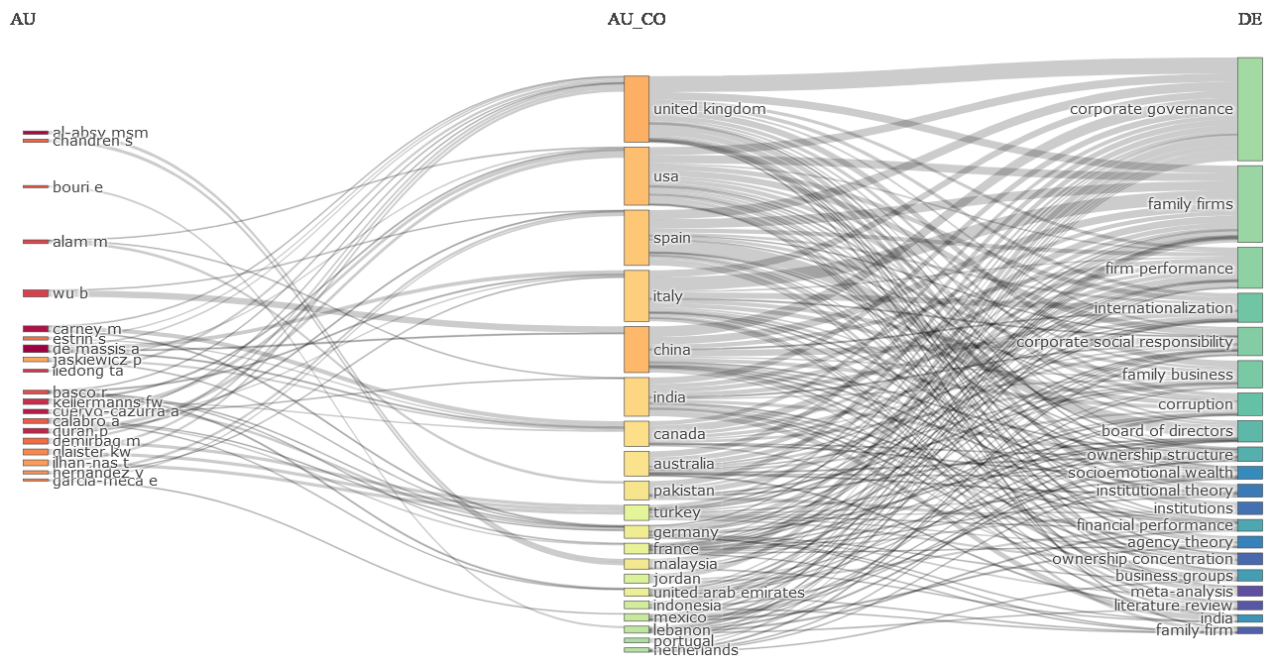 AU
AU_CO
DE
al-absy msm
chandren s
bouri e
alam m
wu b
carney m
estrin s
de massis a
jaskiewicz p
iliedong ta
basco r
kellermanns fw
cuervo-cazurra a
calabro a
duran p
demirbag m
glaister kw
ilhan-nas t
hernandez v
garcia-meca e
united kingdom
usa
spain
italy
china
india
canada
australia
pakistan
turkey
germany
france
malaysia
jordan
united arab emirates
indonesia
mexico
lebanon
portugal
netherlands
corporate governance
family firms
firm performance
internationalization
corporate social responsibility
family business
corruption
board of directors
ownership structure
socioemotional wealth
institutional theory
institutions
financial performance
agency theory
ownership concentration
business groups
meta-analysis
literature review
india
family-firm